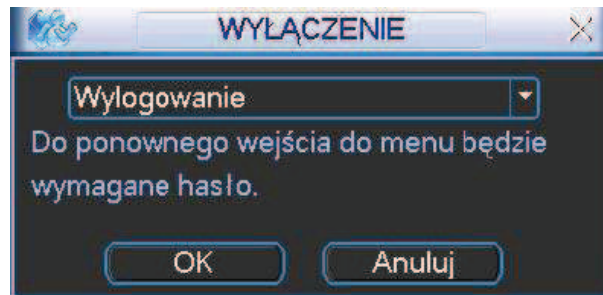 WYŁĄCZENIE
Wylogowanie
Do ponownego wejścia do menu będzie
wymagane hasło.
OK Anuluj